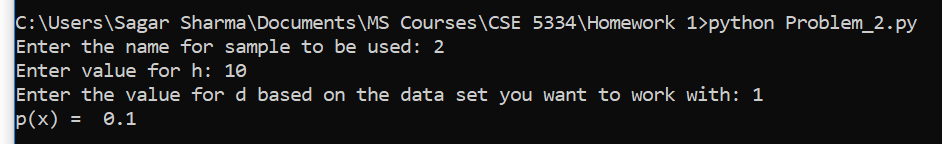 C:\Users\Sagar Sharma\Documents\MS Courses\CSE 5334\Homework 1>python Problem_2.py
Enter the name for sample to be used: 2
Enter value for h: 10
Enter the value for d based on the data set you want to work with: 1
p(x) =  0.1